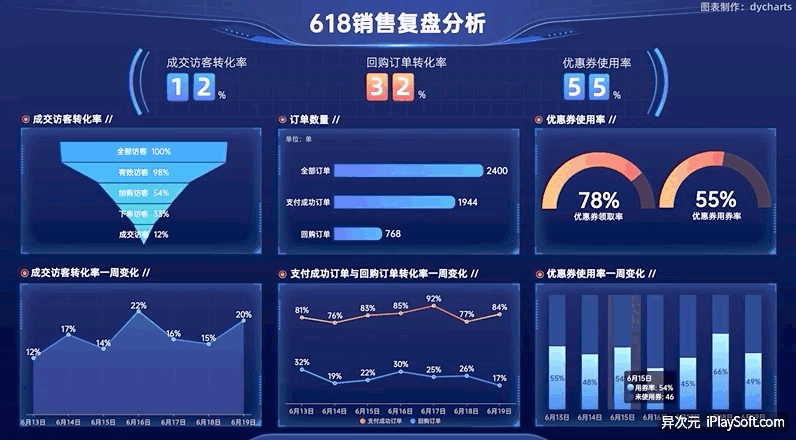 图表制作：dycharts
618销售复盘分析
成交访客转化率
12%
回购订单转化率
32%
优惠券使用率
55%
成交访客转化率 //
全部访客 100%
有效访客 98%
加购访客 54%
下单访客 33%
成交访客 12%
订单数量 //
单位：单
全部订单 2400
支付成功订单 1944
回购订单 768
优惠券使用率 //
78%
优惠券领取率
55%
优惠券用券率
成交访客转化率一周变化 //
12% 17% 14% 22% 16% 15% 20%
6月13日 6月14日 6月15日 6月16日 6月17日 6月18日 6月19日
支付成功订单与回购订单转化率一周变化 //
81% 76% 83% 85% 92% 77% 84%
32% 19% 22% 30% 25% 26% 17%
6月13日 6月14日 6月15日 6月16日 6月17日 6月18日 6月19日
支付成功订单 回购订单
优惠券使用率一周变化 //
55% 48% 54 45% 66% 49%
6月15日
用券率: 54%
未使用券: 46
6月13日 6月14日 6月15日 6月16日 6月17日
异次元 iPlaySoft.com